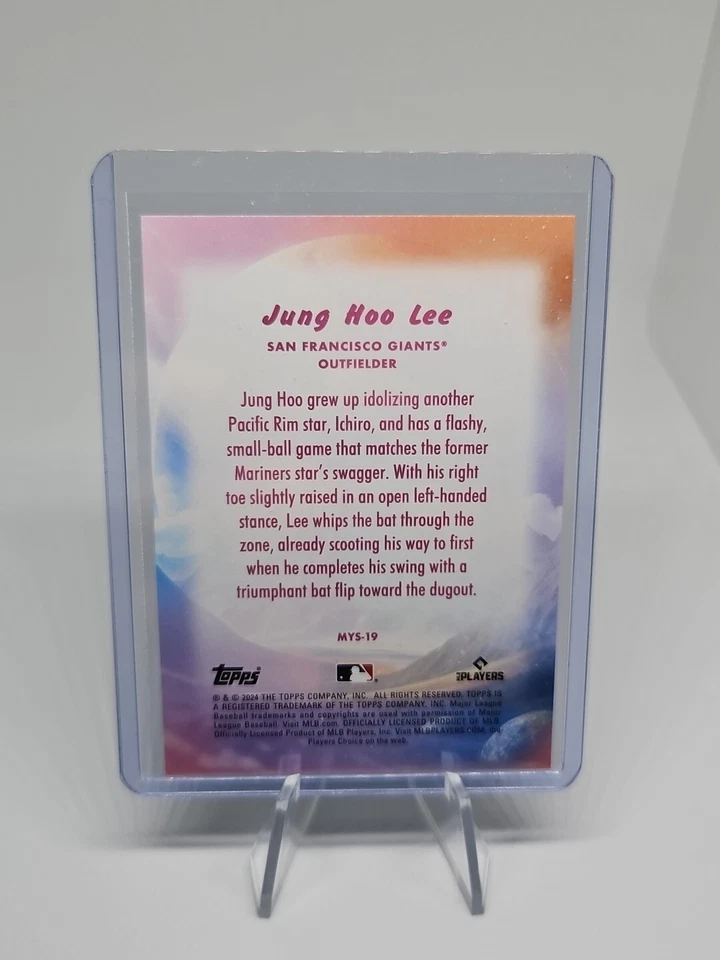 Jung Hoo Lee
SAN FRANCISCO GIANTS®
OUTFIELDER
Jung Hoo grew up idolizing another
Pacific Rim star, Ichiro, and has a flashy,
small-ball game that matches the former
Mariners star's swagger. With his right
toe slightly raised in an open left-handed
stance, Lee whips the bat through the
zone, already scooting his way to first
when he completes his swing with a
triumphant bat flip toward the dugout.
MYS-19
Topps® PLAYERS
® & © 2024 THE TOPPS COMPANY, INC. ALL RIGHTS RESERVED. TOPPS IS
A REGISTERED TRADEMARK OF THE TOPPS COMPANY, INC. Major League
Baseball trademarks and copyrights are used with permission of Major
League Baseball. Visit MLB.com. OFFICIALLY LICENSED PRODUCT OF MLB
Officially Licensed Product of MLB Players, Inc. Visit MLBPLAYERS.COM, the
Players Choice on the web.